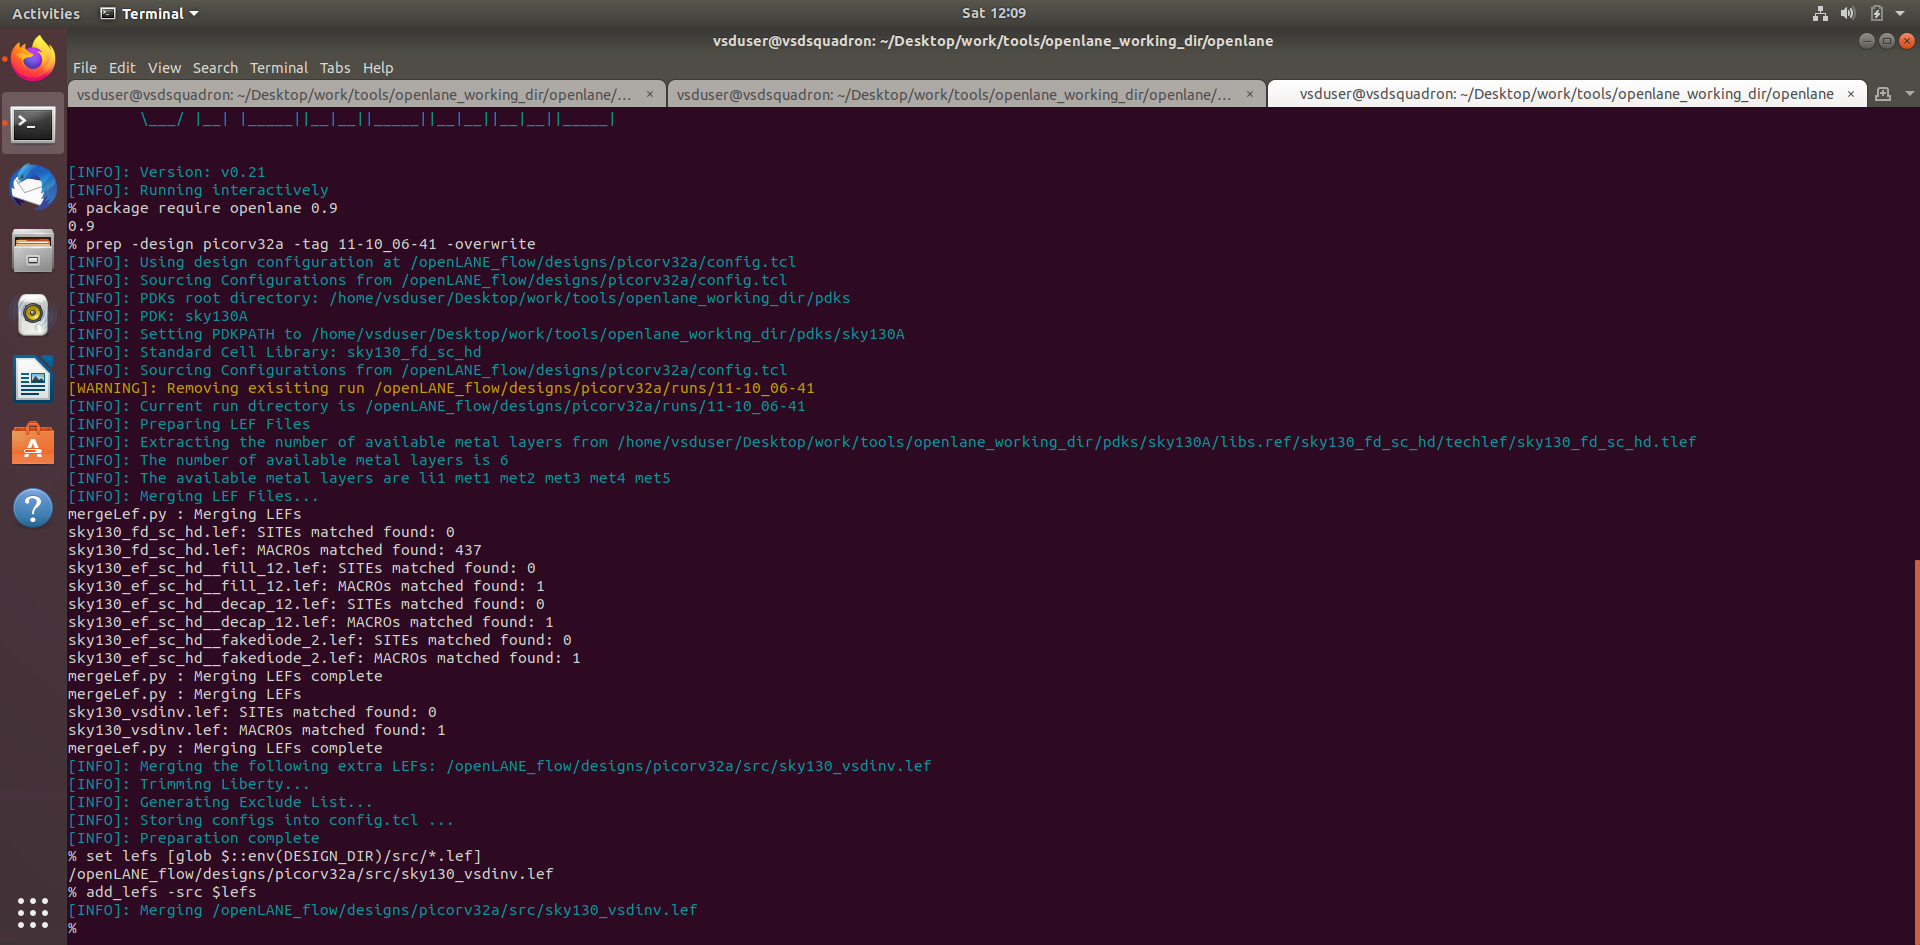 Activities Terminal Sat 12:09
vsduser@vsdsquadron: ~/Desktop/work/tools/openlane_working_dir/openlane
File Edit View Search Terminal Tabs Help
vsduser@vsdsquadron: ~/Desktop/work/tools/openlane_working_dir/openlane/... × vsduser@vsdsquadron: ~/Desktop/work/tools/openlane_working_dir/openlane/... × vsduser@vsdsquadron: ~/Desktop/work/tools/openlane_working_dir/openlane ×
\___/ |__| |_____||__|__||_____||__|__||__|__||_____|
[INFO]: Version: v0.21
[INFO]: Running interactively
% package require openlane 0.9
0.9
% prep -design picorv32a -tag 11-10_06-41 -overwrite
[INFO]: Using design configuration at /openLANE_flow/designs/picorv32a/config.tcl
[INFO]: Sourcing Configurations from /openLANE_flow/designs/picorv32a/config.tcl
[INFO]: PDKs root directory: /home/vsduser/Desktop/work/tools/openlane_working_dir/pdks
[INFO]: PDK: sky130A
[INFO]: Setting PDKPATH to /home/vsduser/Desktop/work/tools/openlane_working_dir/pdks/sky130A
[INFO]: Standard Cell Library: sky130_fd_sc_hd
[INFO]: Sourcing Configurations from /openLANE_flow/designs/picorv32a/config.tcl
[WARNING]: Removing exisiting run /openLANE_flow/designs/picorv32a/runs/11-10_06-41
[INFO]: Current run directory is /openLANE_flow/designs/picorv32a/runs/11-10_06-41
[INFO]: Preparing LEF Files
[INFO]: Extracting the number of available metal layers from /home/vsduser/Desktop/work/tools/openlane_working_dir/pdks/sky130A/libs.ref/sky130_fd_sc_hd/techlef/sky130_fd_sc_hd.tlef
[INFO]: The number of available metal layers is 6
[INFO]: The available metal layers are li1 met1 met2 met3 met4 met5
[INFO]: Merging LEF Files...
mergeLef.py : Merging LEFs
sky130_fd_sc_hd.lef: SITEs matched found: 0
sky130_fd_sc_hd.lef: MACROs matched found: 437
sky130_ef_sc_hd__fill_12.lef: SITEs matched found: 0
sky130_ef_sc_hd__fill_12.lef: MACROs matched found: 1
sky130_ef_sc_hd__decap_12.lef: SITEs matched found: 0
sky130_ef_sc_hd__decap_12.lef: MACROs matched found: 1
sky130_ef_sc_hd__fakediode_2.lef: SITEs matched found: 0
sky130_ef_sc_hd__fakediode_2.lef: MACROs matched found: 1
mergeLef.py : Merging LEFs complete
mergeLef.py : Merging LEFs
sky130_vsdinv.lef: SITEs matched found: 0
sky130_vsdinv.lef: MACROs matched found: 1
mergeLef.py : Merging LEFs complete
[INFO]: Merging the following extra LEFs: /openLANE_flow/designs/picorv32a/src/sky130_vsdinv.lef
[INFO]: Trimming Liberty...
[INFO]: Generating Exclude List...
[INFO]: Storing configs into config.tcl ...
[INFO]: Preparation complete
% set lefs [glob $::env(DESIGN_DIR)/src/*.lef]
/openLANE_flow/designs/picorv32a/src/sky130_vsdinv.lef
% add_lefs -src $lefs
[INFO]: Merging /openLANE_flow/designs/picorv32a/src/sky130_vsdinv.lef
%